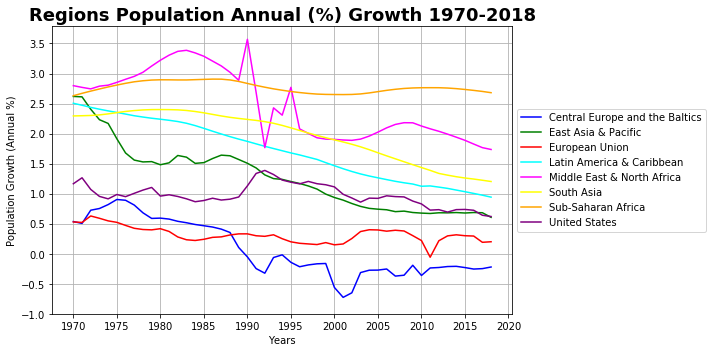 Regions Population Annual (%) Growth 1970-2018
Population Growth (Annual %)
3.5
3.0
2.5
2.0
1.5
1.0
0.5
0.0
−0.5
−1.0
1970 1975 1980 1985 1990 1995 2000 2005 2010 2015 2020
Years
Central Europe and the Baltics
East Asia & Pacific
European Union
Latin America & Caribbean
Middle East & North Africa
South Asia
Sub-Saharan Africa
United States